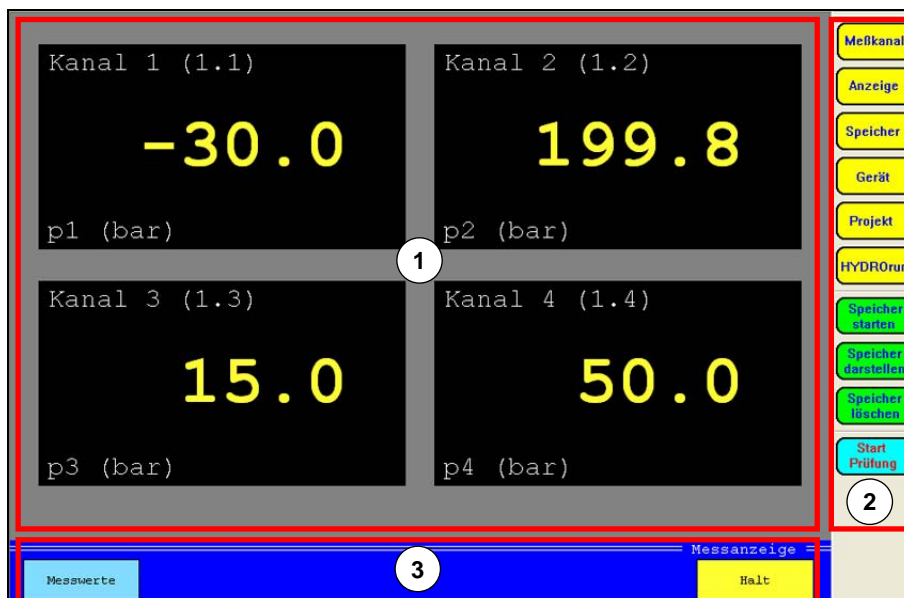 Kanal 1 (1.1)
-30.0
p1 (bar)
Kanal 2 (1.2)
199.8
p2 (bar)
1
Kanal 3 (1.3)
15.0
p3 (bar)
Kanal 4 (1.4)
50.0
p4 (bar)
Meßkanal
Anzeige
Speicher
Gerät
Projekt
HYDROrun
Speicher
starten
Speicher
darstellen
Speicher
löschen
Start
Prüfung
2
Messanzeige
Messwerte
3
Halt